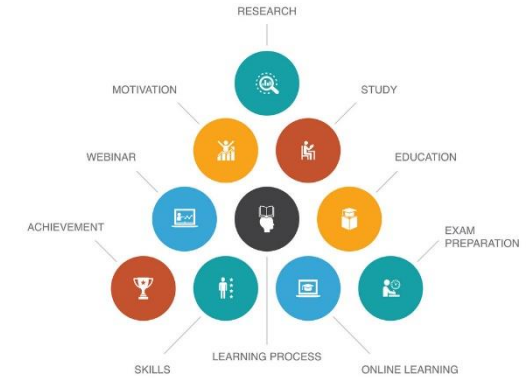 RESEARCH
MOTIVATION
STUDY
WEBINAR
EDUCATION
ACHIEVEMENT
EXAM
PREPARATION
LEARNING PROCESS
SKILLS
ONLINE LEARNING